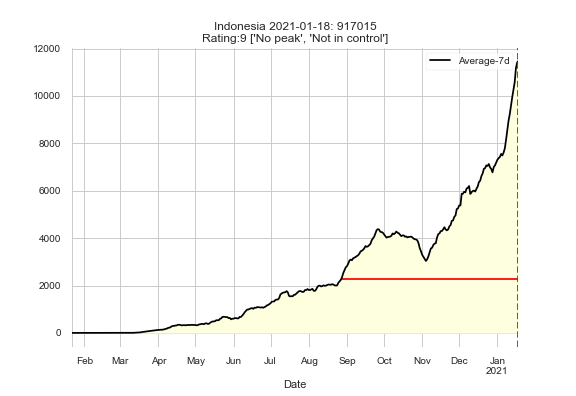 Indonesia 2021-01-18: 917015
Rating:9 ['No peak', 'Not in control']
Average-7d
12000
10000
8000
6000
4000
2000
0
Feb Mar Apr May Jun Jul Aug Sep Oct Nov Dec Jan
2021
Date